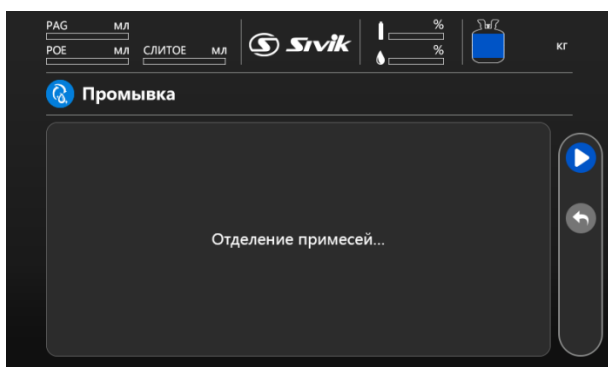 PAG мл
POE мл СЛИТОЕ мл
Sivik
%
%
кг
Промывка
Отделение примесей...